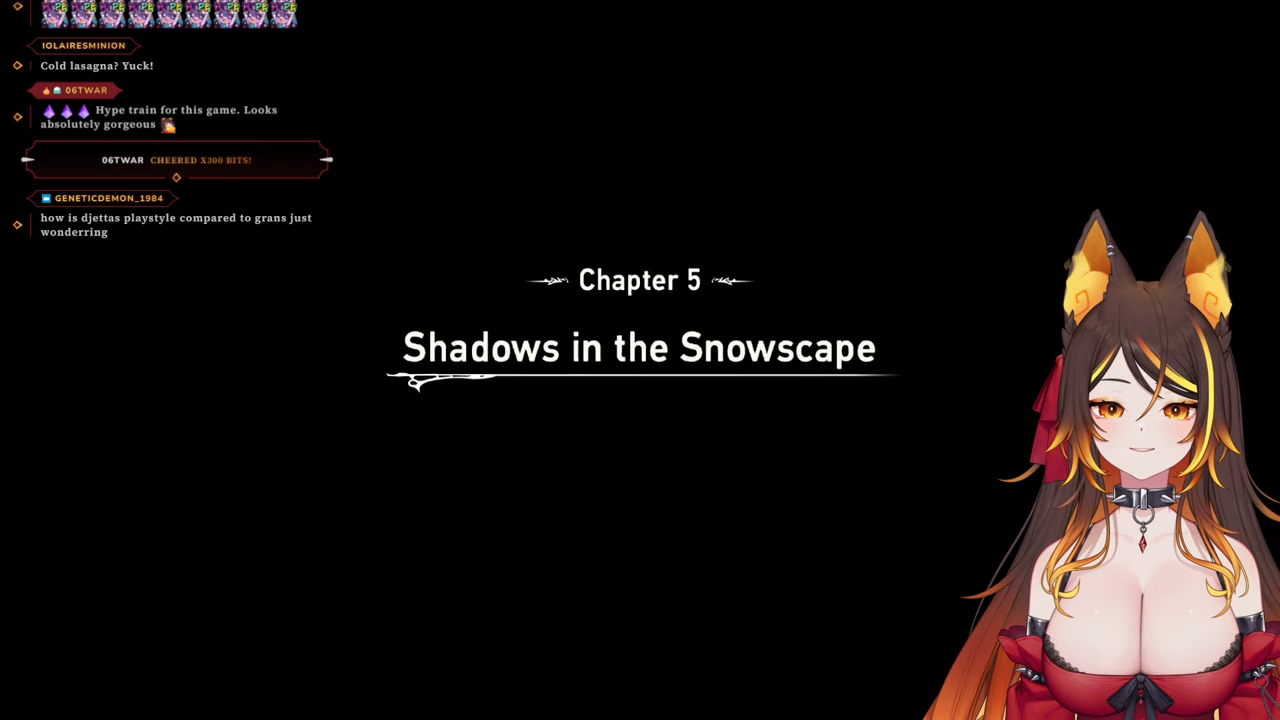 IOLAIRESMINION
Cold lasagna? Yuck!
06TWAR
Hype train for this game. Looks
absolutely gorgeous
06TWAR CHEERED X300 BITS!
GENETICDEMON_1984
how is djettas playstyle compared to grans just
wonderring
Chapter 5
Shadows in the Snowscape